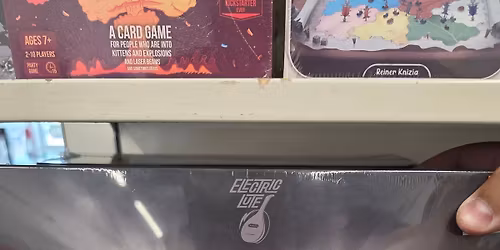 KICKSTARTER
AGES 7+
2-10 PLAYERS
PARTY
GAME
A CARD GAME
FOR PEOPLE WHO ARE INTO
KITTENS AND EXPLOSIONS
AND LASER BEAMS
Reiner Knizia
ELECTRIC
LUTE